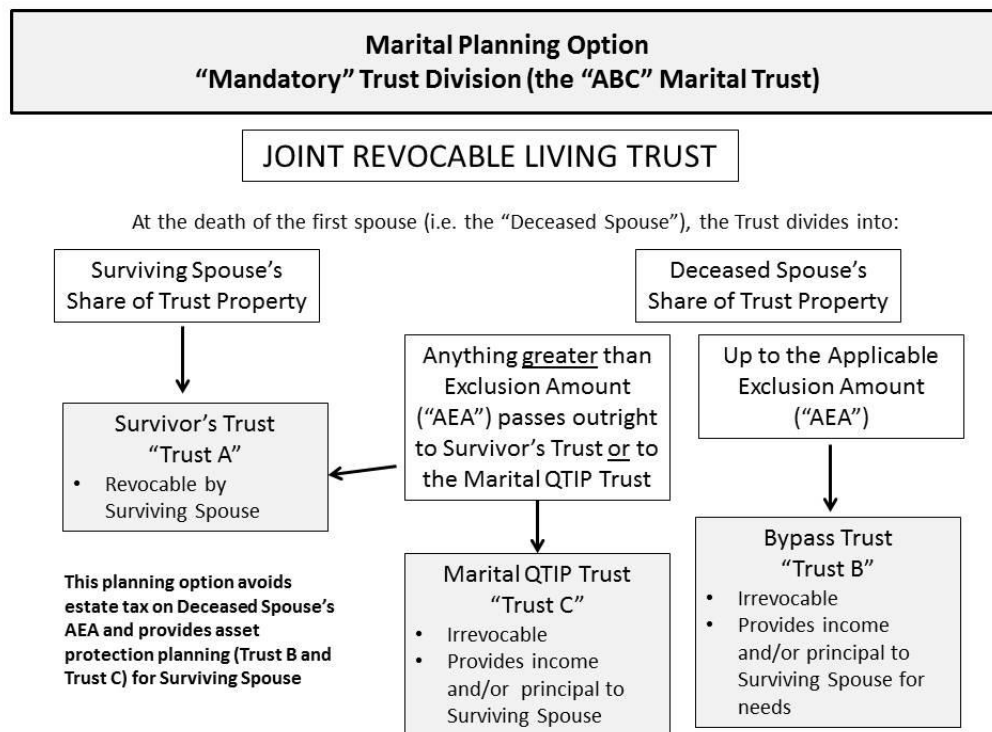 Marital Planning Option
“Mandatory” Trust Division (the “ABC” Marital Trust)
JOINT REVOCABLE LIVING TRUST
At the death of the first spouse (i.e. the “Deceased Spouse”), the Trust divides into:
Surviving Spouse’s
Share of Trust Property
Deceased Spouse’s
Share of Trust Property
Survivor’s Trust
“Trust A”
• Revocable by
Surviving Spouse
Anything greater than
Exclusion Amount
(“AEA”) passes outright
to Survivor’s Trust or to
the Marital QTIP Trust
Up to the Applicable
Exclusion Amount
(“AEA”)
This planning option avoids
estate tax on Deceased Spouse’s
AEA and provides asset
protection planning (Trust B and
Trust C) for Surviving Spouse
Marital QTIP Trust
“Trust C”
• Irrevocable
• Provides income
and/or principal to
Surviving Spouse
Bypass Trust
“Trust B”
• Irrevocable
• Provides income
and/or principal to
Surviving Spouse for
needs